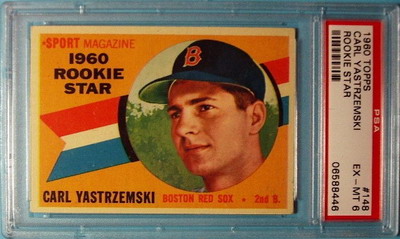 SPORT MAGAZINE
1960
ROOKIE
STAR
B
CARL YASTRZEMSKI BOSTON RED SOX - 2nd B.
PSA
1960 TOPPS #148
CARL YASTRZEMSKI EX-MT 6
ROOKIE STAR 06589446